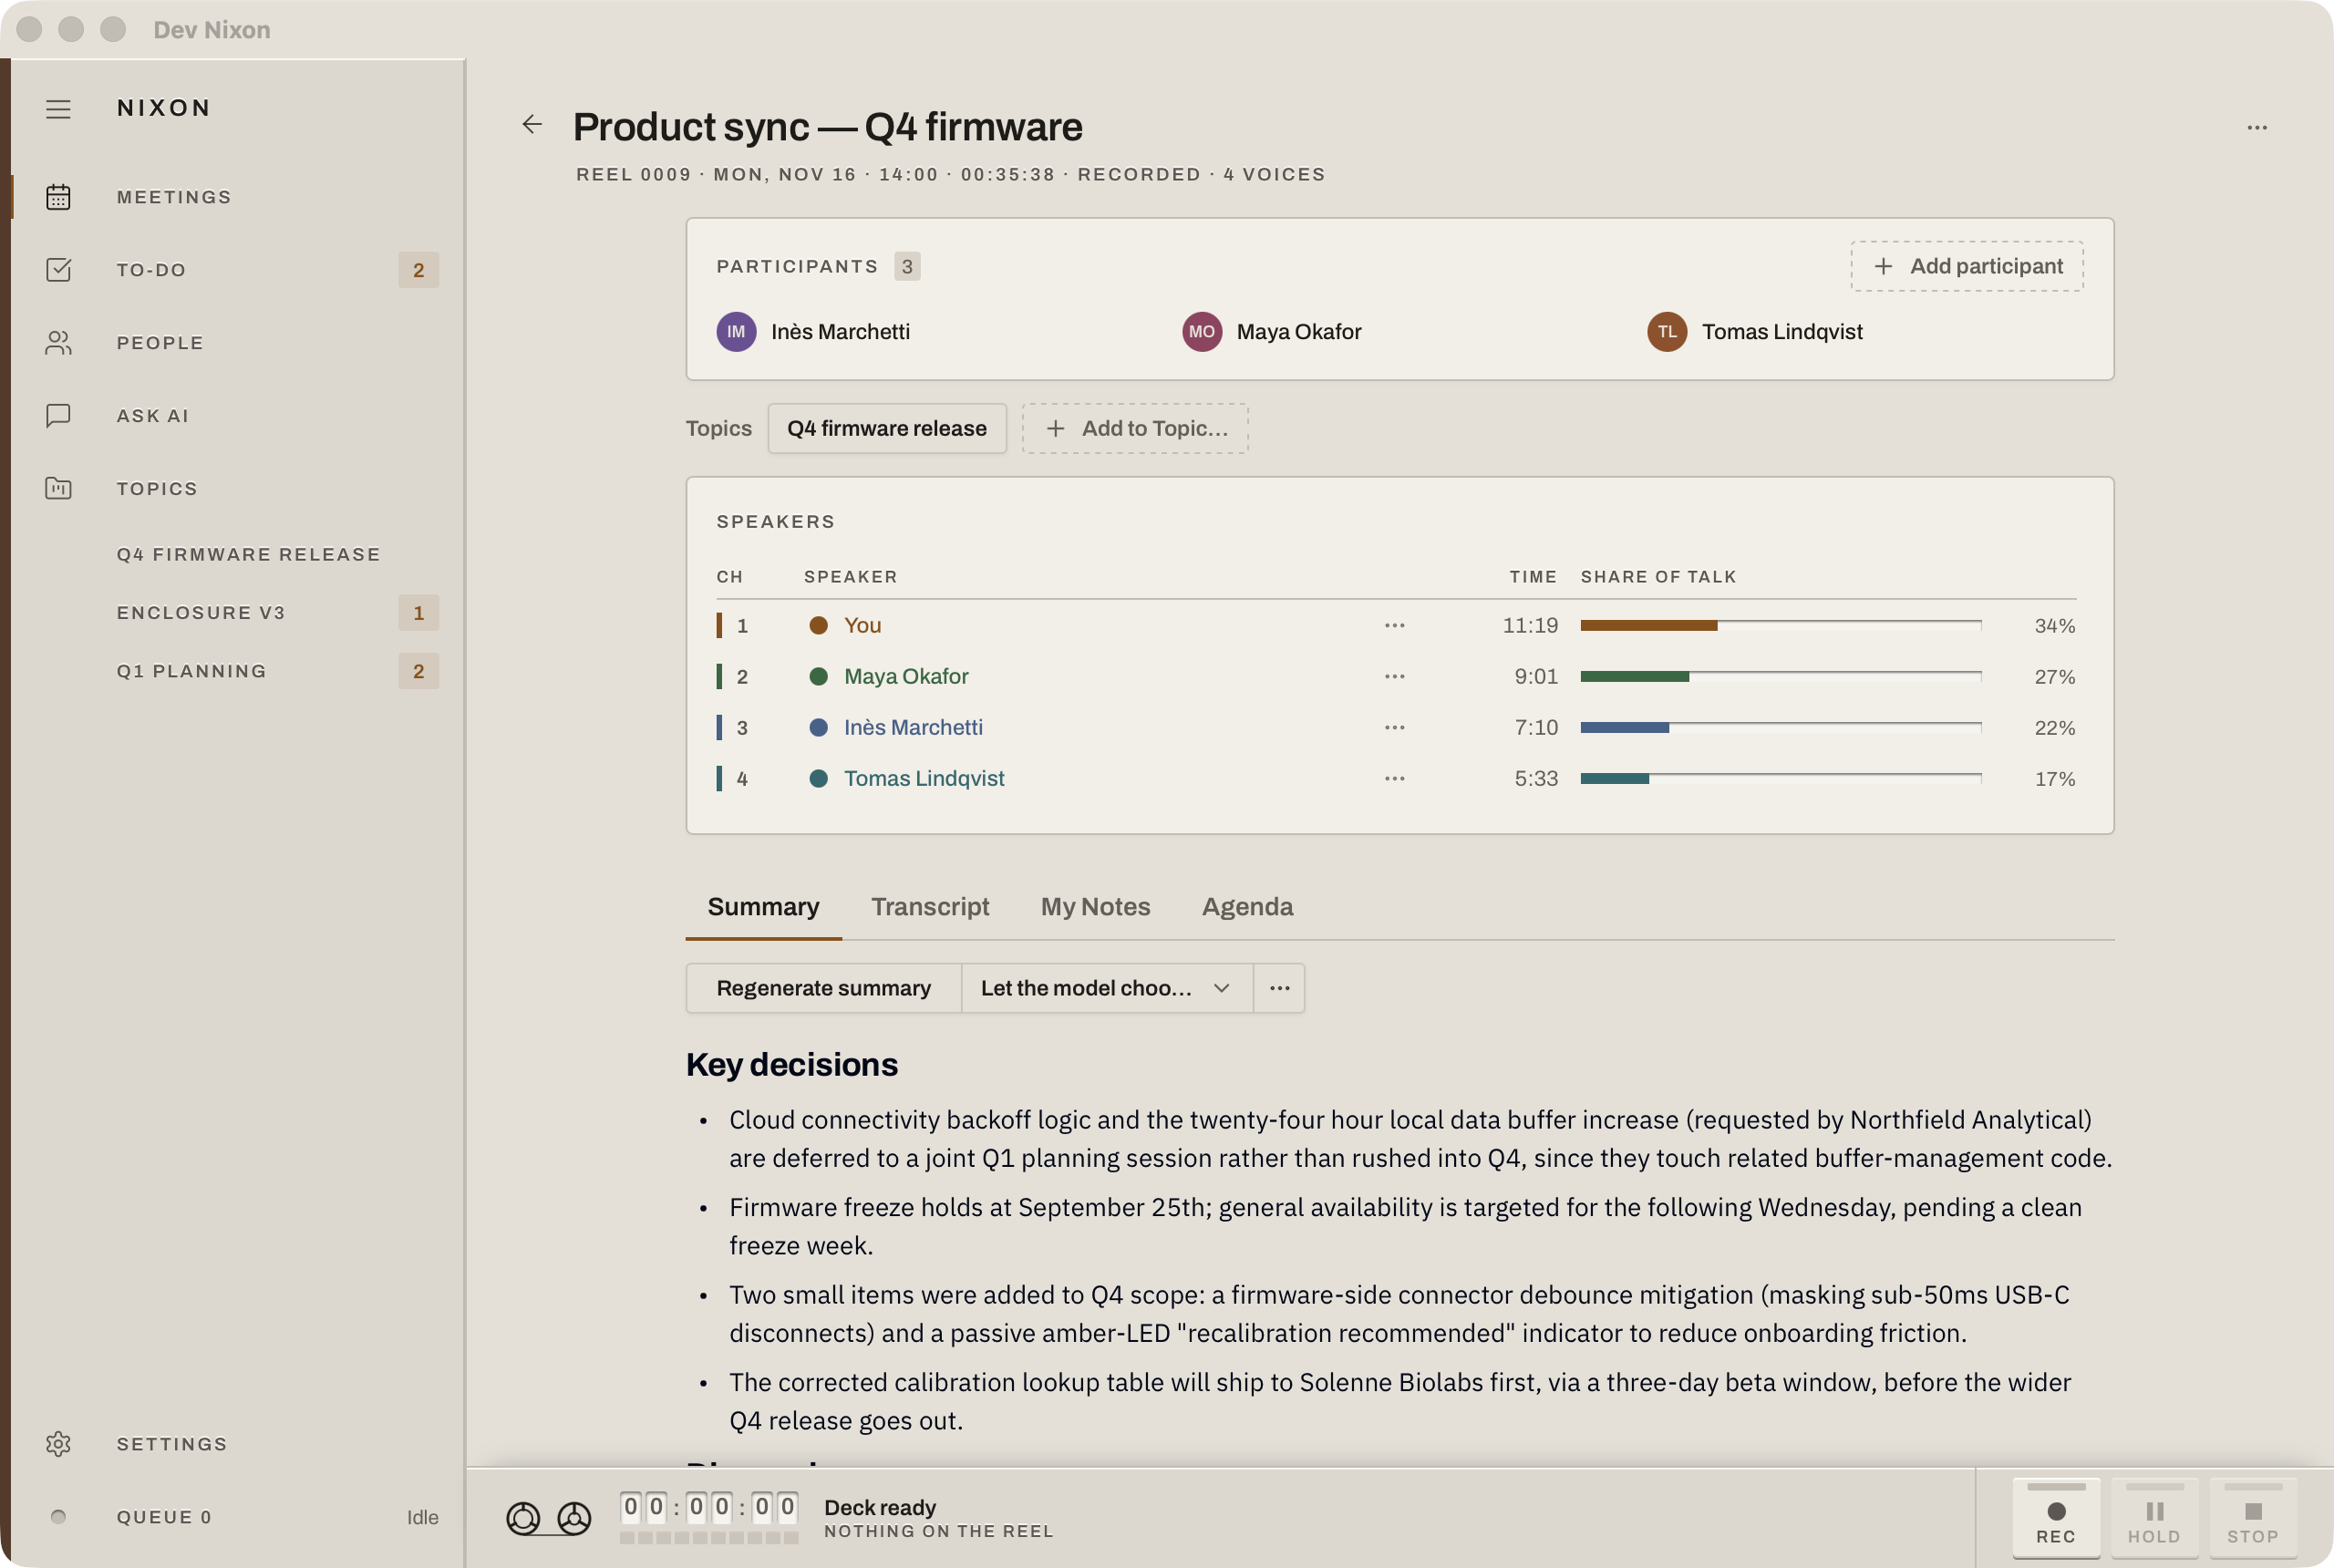 Dev Nixon
NIXON
MEETINGS
TO-DO 2
PEOPLE
ASK AI
TOPICS
Q4 FIRMWARE RELEASE
ENCLOSURE V3 1
Q1 PLANNING 2
SETTINGS
QUEUE 0 Idle
Product sync — Q4 firmware
REEL 0009 · MON, NOV 16 · 14:00 · 00:35:38 · RECORDED · 4 VOICES
PARTICIPANTS 3
Add participant
IM Inès Marchetti
MO Maya Okafor
TL Tomas Lindqvist
Topics Q4 firmware release Add to Topic...
SPEAKERS
CH SPEAKER TIME SHARE OF TALK
1 You 11:19 34%
2 Maya Okafor 9:01 27%
3 Inès Marchetti 7:10 22%
4 Tomas Lindqvist 5:33 17%
Summary Transcript My Notes Agenda
Regenerate summary Let the model choo...
Key decisions
• Cloud connectivity backoff logic and the twenty-four hour local data buffer increase (requested by Northfield Analytical)
are deferred to a joint Q1 planning session rather than rushed into Q4, since they touch related buffer-management code.
• Firmware freeze holds at September 25th; general availability is targeted for the following Wednesday, pending a clean
freeze week.
• Two small items were added to Q4 scope: a firmware-side connector debounce mitigation (masking sub-50ms USB-C
disconnects) and a passive amber-LED "recalibration recommended" indicator to reduce onboarding friction.
• The corrected calibration lookup table will ship to Solenne Biolabs first, via a three-day beta window, before the wider
Q4 release goes out.
00:00:00
Deck ready
NOTHING ON THE REEL
REC HOLD STOP